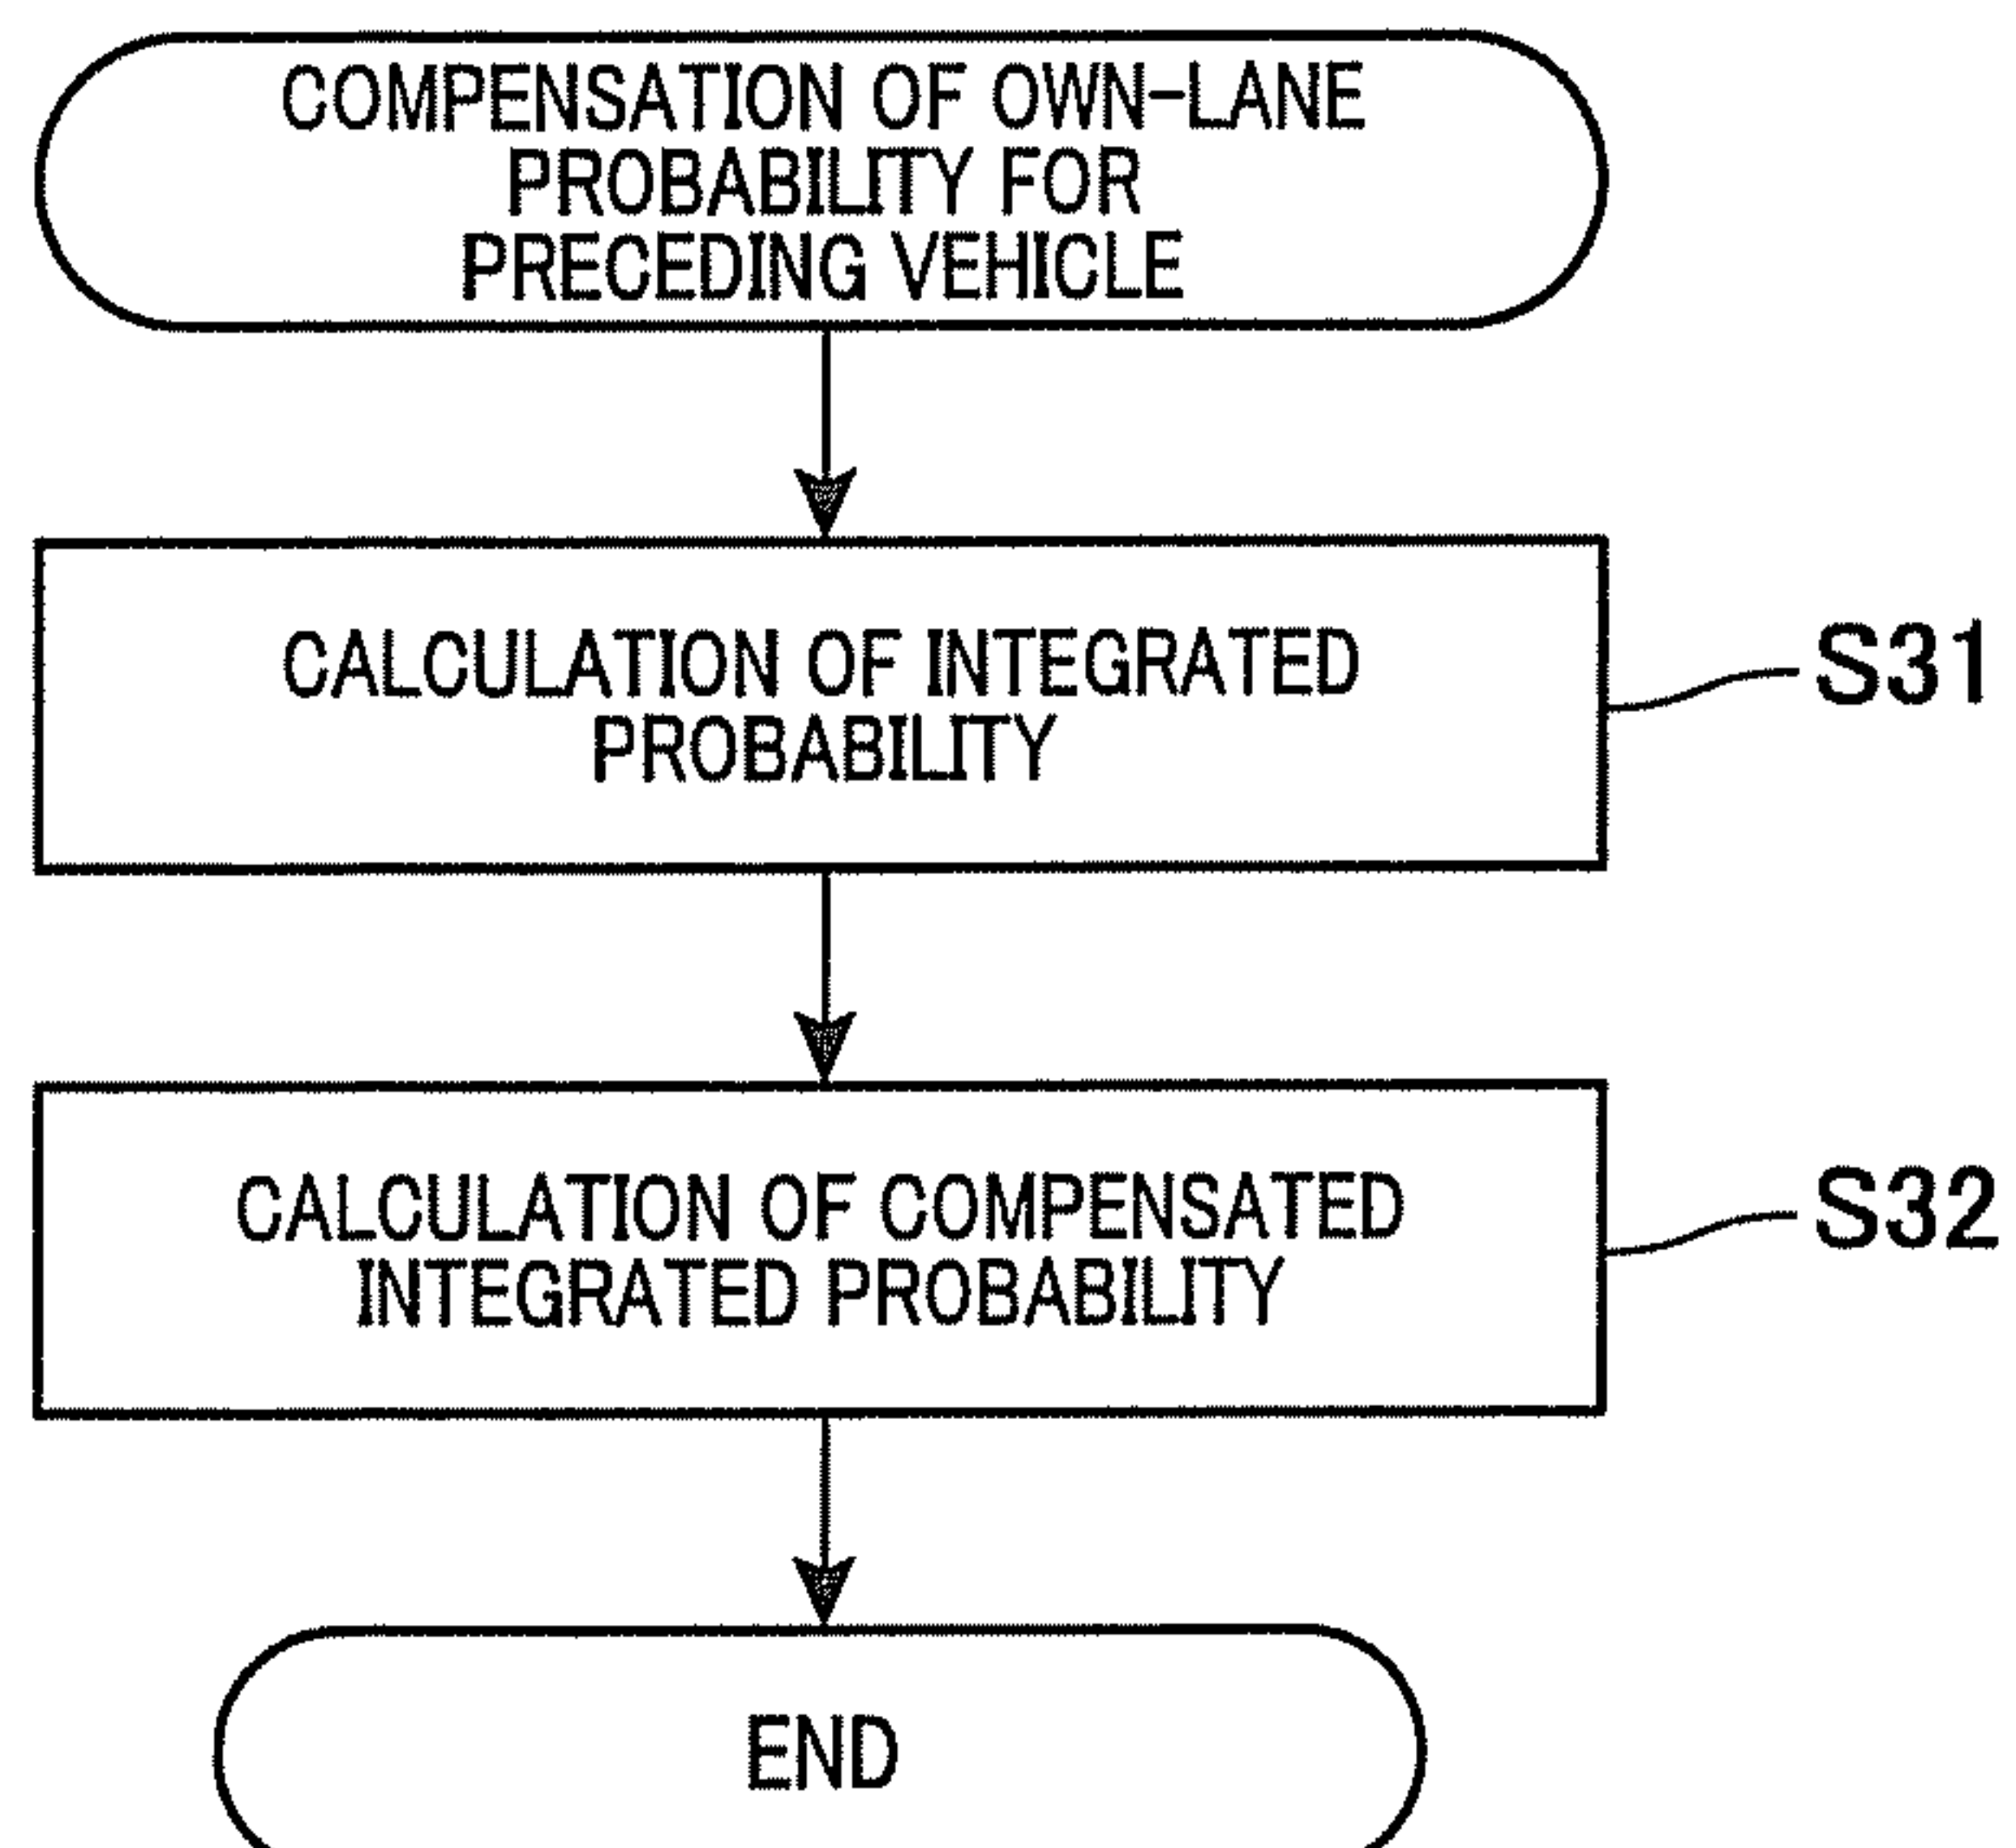 COMPENSATION OF OWN-LANE
PROBABILITY FOR
PRECEDING VEHICLE
CALCULATION OF INTEGRATED
PROBABILITY
S31
CALCULATION OF COMPENSATED
INTEGRATED PROBABILITY
S32
END